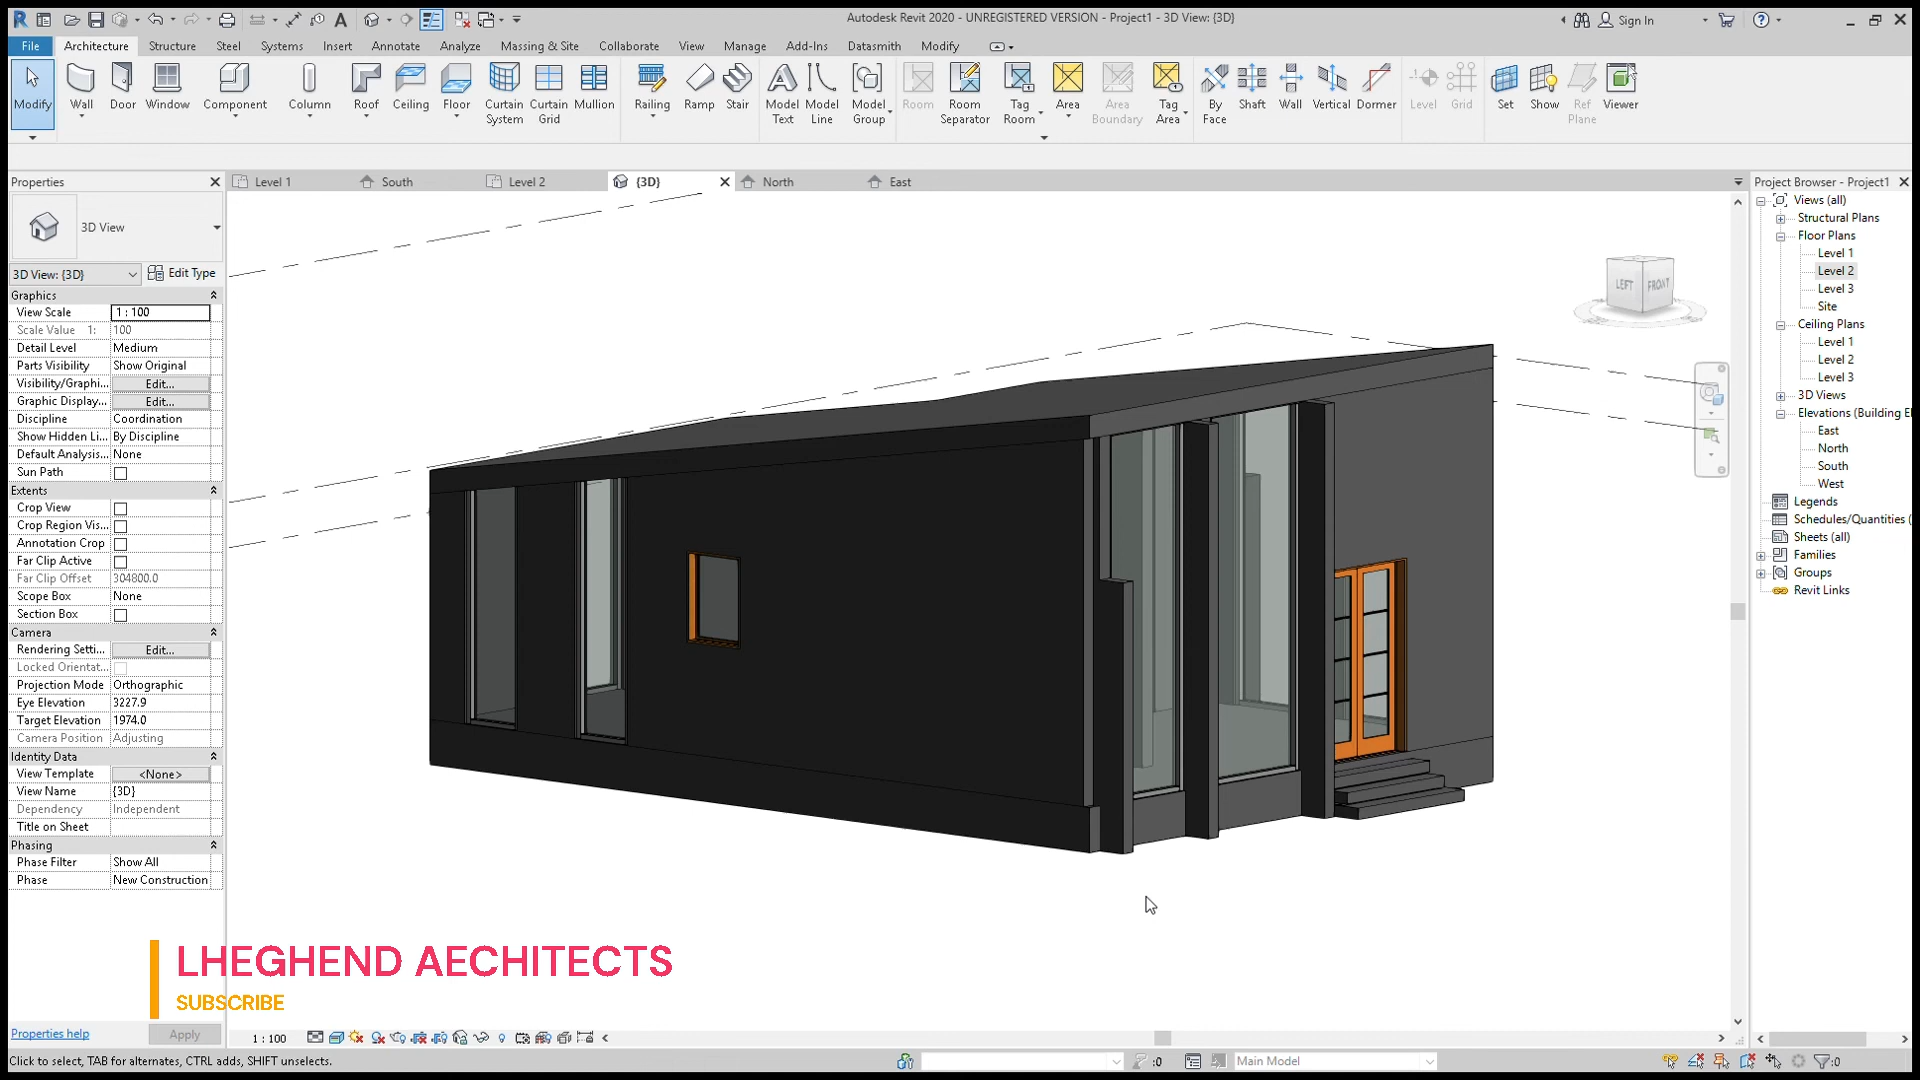 Autodesk Revit 2020 - UNREGISTERED VERSION - Project1 - 3D View: {3D}
Sign In
File Architecture Structure Steel Systems Insert Annotate Analyze Massing & Site Collaborate View Manage Add-Ins Datasmith Modify
Modify Wall Door Window Component Column Roof Ceiling Floor Curtain System Curtain Grid Mullion Railing Ramp Stair Model Text Model Line Model Group Room Room Separator Tag Room Area Area Boundary Tag Area By Face Shaft Wall Vertical Dormer Level Grid Set Show Ref Plane Viewer
Properties
Level 1 South Level 2 {3D} North East
Project Browser - Project1
3D View
3D View: {3D} Edit Type
Graphics
View Scale 1 : 100
Scale Value 1: 100
Detail Level Medium
Parts Visibility Show Original
Visibility/Graphi... Edit...
Graphic Display... Edit...
Discipline Coordination
Show Hidden Li... By Discipline
Default Analysis... None
Sun Path
Extents
Crop View
Crop Region Vis...
Annotation Crop
Far Clip Active
Far Clip Offset 304800.0
Scope Box None
Section Box
Camera
Rendering Setti... Edit...
Locked Orientat...
Projection Mode Orthographic
Eye Elevation 3227.9
Target Elevation 1974.0
Camera Position Adjusting
Identity Data
View Template <None>
View Name {3D}
Dependency Independent
Title on Sheet
Phasing
Phase Filter Show All
Phase New Construction
LEFT FRONT
Views (all)
Structural Plans
Floor Plans
Level 1
Level 2
Level 3
Site
Ceiling Plans
Level 1
Level 2
Level 3
3D Views
Elevations (Building E
East
North
South
West
Legends
Schedules/Quantities (
Sheets (all)
Families
Groups
Revit Links
LHEGHEND AECHITECTS
SUBSCRIBE
Properties help Apply
1 : 100
Click to select, TAB for alternates, CTRL adds, SHIFT unselects.
:0
Main Model
:0